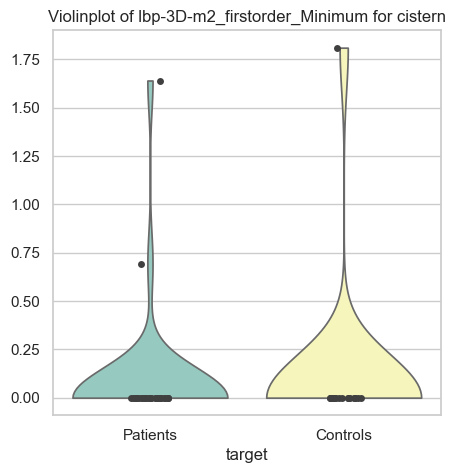 Violinplot of lbp-3D-m2_firstorder_Minimum for cistern
1.75
1.50
1.25
1.00
0.75
0.50
0.25
0.00
Patients Controls
target